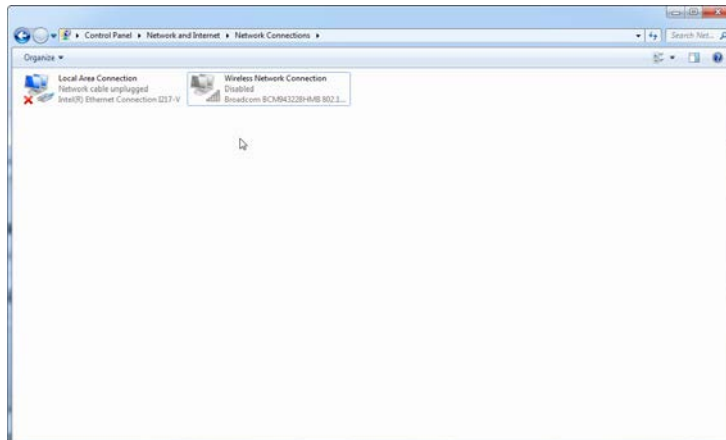 Control Panel ▸ Network and Internet ▸ Network Connections ▸
Search Net...
Organize
Local Area Connection
Network cable unplugged
Intel(R) Ethernet Connection I217-V
Wireless Network Connection
Disabled
Broadcom BCM943228HMB 802.1...